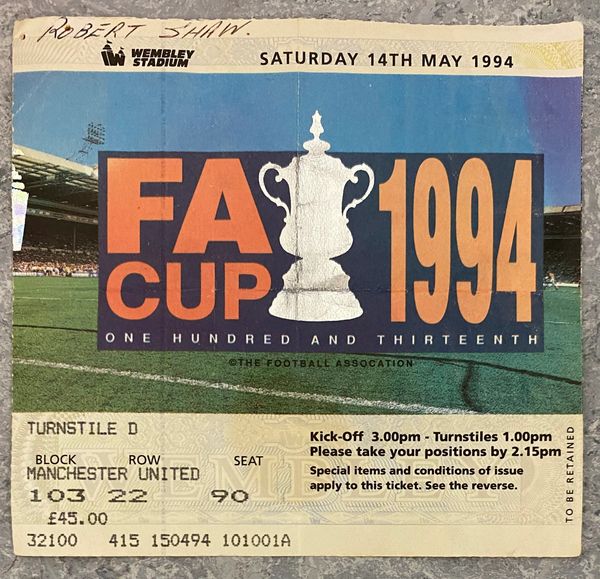 ROBERT SHAW.
WEMBLEY
STADIUM
SATURDAY 14TH MAY 1994
FA
CUP
1994
ONE HUNDRED AND THIRTEENTH
©THE FOOTBALL ASSOCATION
TURNSTILE D
BLOCK ROW SEAT
MANCHESTER UNITED
103 22 90
£45.00
32100 415 150494 101001A
Kick-Off 3.00pm - Turnstiles 1.00pm
Please take your positions by 2.15pm
Special items and conditions of issue
apply to this ticket. See the reverse.
TO BE RETAINED
WEMBLEY